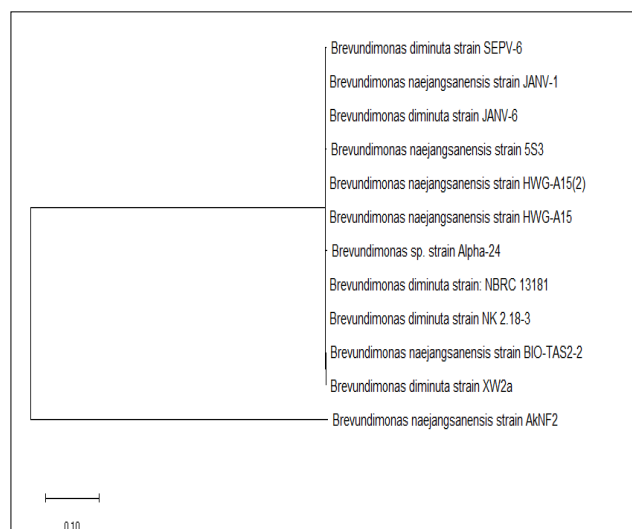 Brevundimonas diminuta strain SEPV-6
Brevundimonas naejangsanensis strain JANV-1
Brevundimonas diminuta strain JANV-6
Brevundimonas naejangsanensis strain 5S3
Brevundimonas naejangsanensis strain HWG-A15(2)
Brevundimonas naejangsanensis strain HWG-A15
Brevundimonas sp. strain Alpha-24
Brevundimonas diminuta strain: NBRC 13181
Brevundimonas diminuta strain NK 2.18-3
Brevundimonas naejangsanensis strain BIO-TAS2-2
Brevundimonas diminuta strain XW2a
Brevundimonas naejangsanensis strain AkNF2
0.10